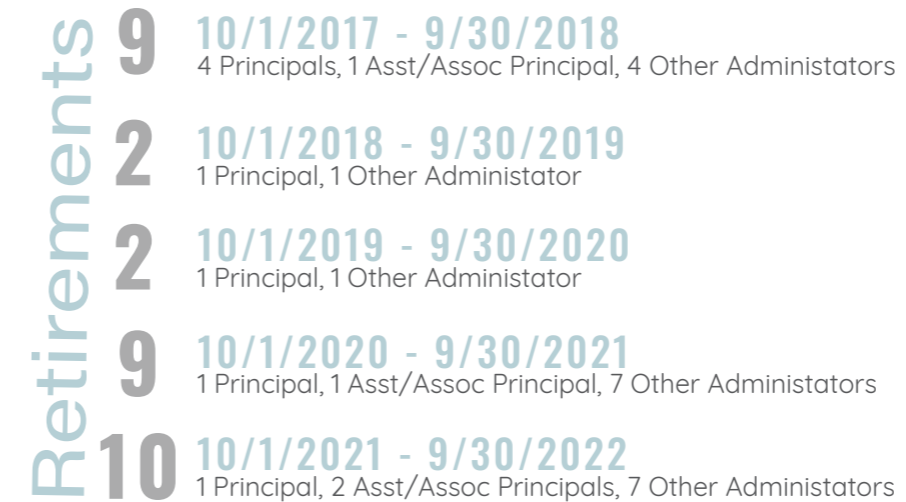 Retirements
9
10/1/2017 - 9/30/2018
4 Principals, 1 Asst/Assoc Principal, 4 Other Administators
2
10/1/2018 - 9/30/2019
1 Principal, 1 Other Administator
2
10/1/2019 - 9/30/2020
1 Principal, 1 Other Administator
9
10/1/2020 - 9/30/2021
1 Principal, 1 Asst/Assoc Principal, 7 Other Administators
10
10/1/2021 - 9/30/2022
1 Principal, 2 Asst/Assoc Principals, 7 Other Administators